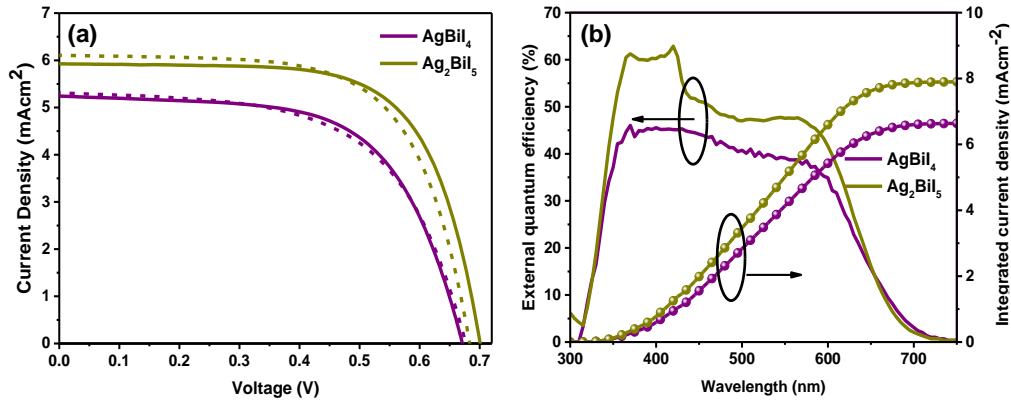 (a)
AgBiI4
Ag2BiI5
Current Density (mAcm2)
7
6
5
4
3
2
1
0
0.0 0.1 0.2 0.3 0.4 0.5 0.6 0.7
Voltage (V)
(b)
AgBiI4
Ag2BiI5
External quantum efficiency (%)
70
60
50
40
30
20
10
0
300 400 500 600 700
Wavelength (nm)
10
8
6
4
2
0
Integrated current density (mAcm-2)